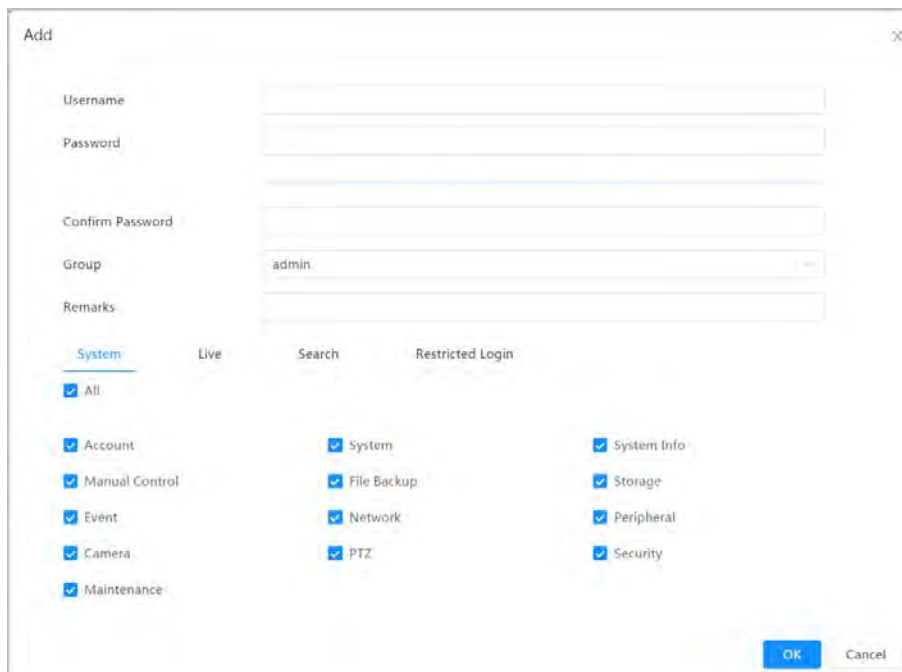 Add
Username
Password
Confirm Password
Group admin
Remarks
System Live Search Restricted Login
All
Account System System Info
Manual Control File Backup Storage
Event Network Peripheral
Camera PTZ Security
Maintenance
OK Cancel